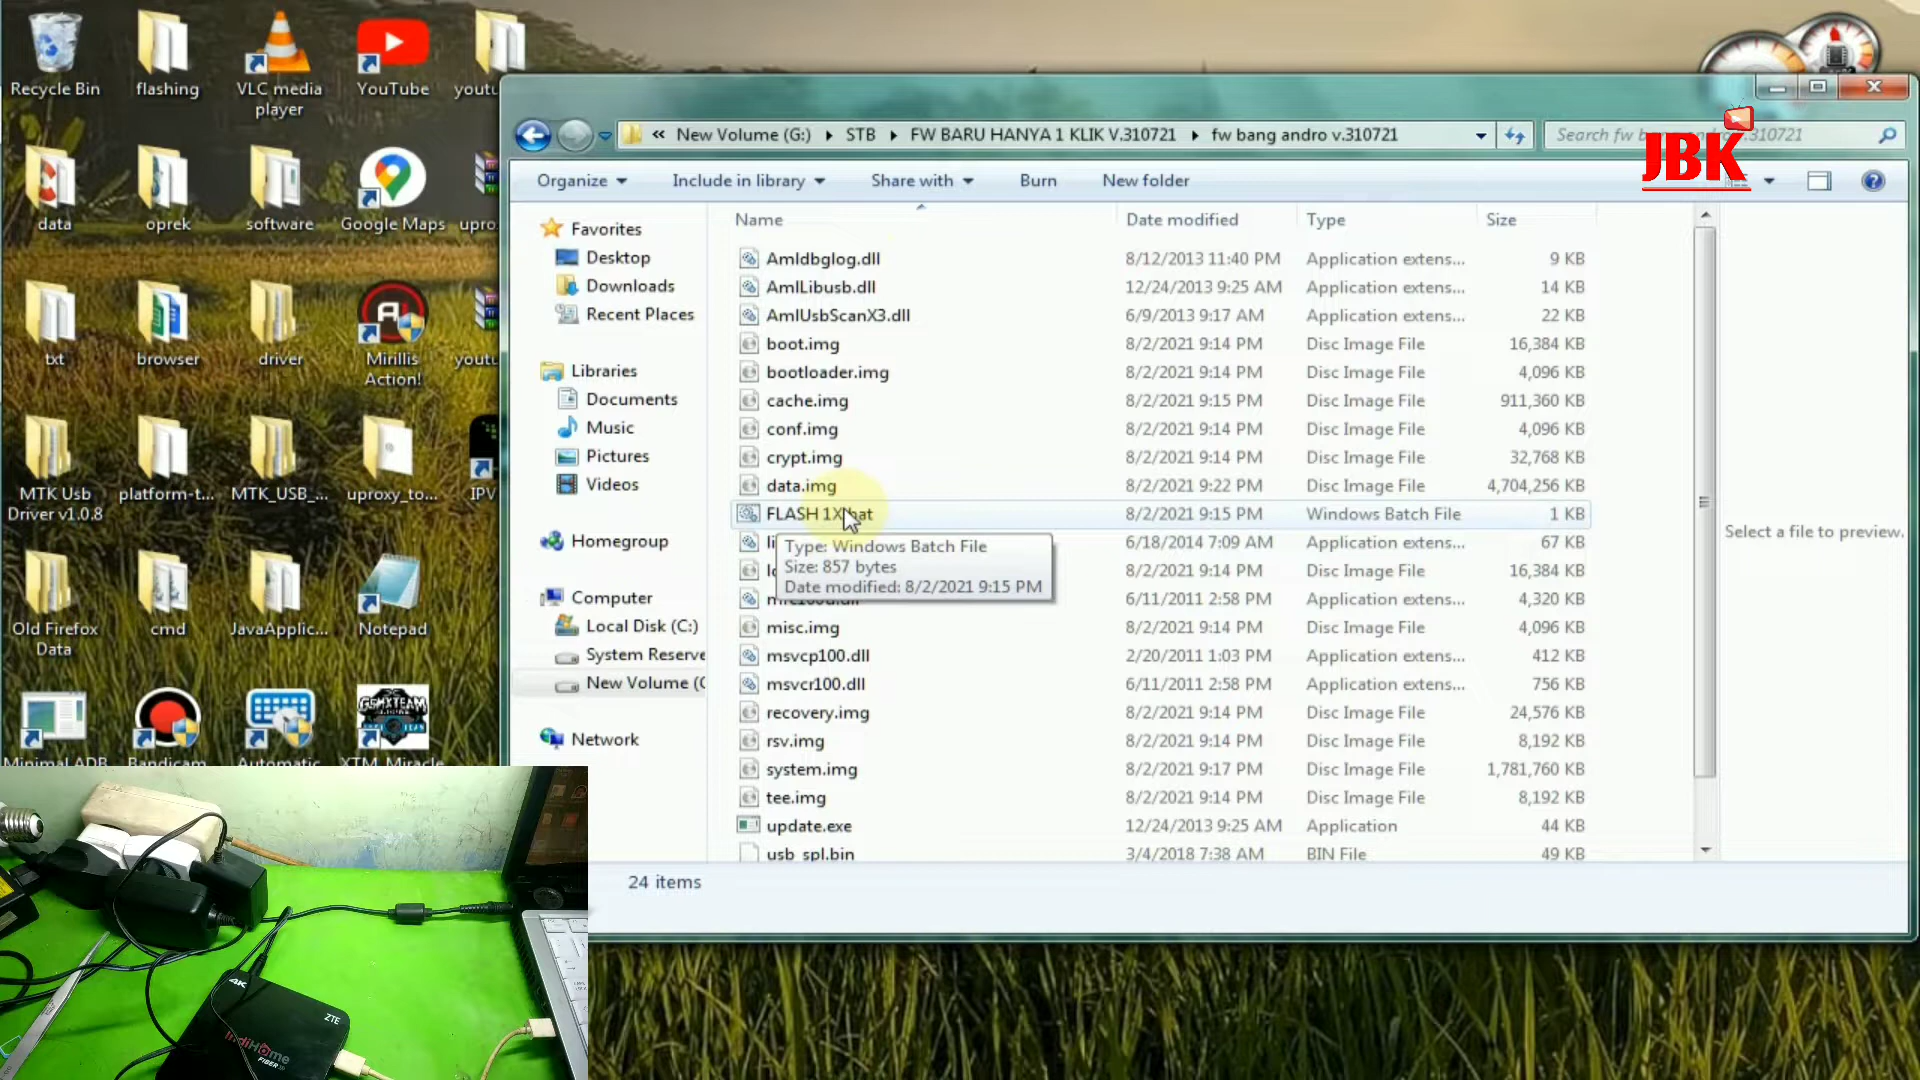 Recycle Bin
flashing
VLC media player
YouTube
data
oprek
software
Google Maps
upro
txt
browser
driver
Mirillis Action!
MTK Usb Driver v1.0.8
platform-t...
MTK_USB_...
uproxy_to...
IPV
Old Firefox Data
cmd
JavaApplic...
Notepad
Minimal ADB
Bandicam
Automatic
XTM Miracle
GSMXTEAM
« New Volume (G:) ▸ STB ▸ FW BARU HANYA 1 KLIK V.310721 ▸ fw bang andro v.310721
Search fw bang andro v.310721
JBK
Organize Include in library Share with Burn New folder
Favorites
Desktop
Downloads
Recent Places
Libraries
Documents
Music
Pictures
Videos
Homegroup
Computer
Local Disk (C:)
System Reserve
New Volume (G
Network
Name Date modified Type Size
Amldbglog.dll 8/12/2013 11:40 PM Application extens... 9 KB
AmlLibusb.dll 12/24/2013 9:25 AM Application extens... 14 KB
AmlUsbScanX3.dll 6/9/2013 9:17 AM Application extens... 22 KB
boot.img 8/2/2021 9:14 PM Disc Image File 16,384 KB
bootloader.img 8/2/2021 9:14 PM Disc Image File 4,096 KB
cache.img 8/2/2021 9:15 PM Disc Image File 911,360 KB
conf.img 8/2/2021 9:14 PM Disc Image File 4,096 KB
crypt.img 8/2/2021 9:14 PM Disc Image File 32,768 KB
data.img 8/2/2021 9:22 PM Disc Image File 4,704,256 KB
FLASH 1X.bat 8/2/2021 9:15 PM Windows Batch File 1 KB
6/18/2014 7:09 AM Application extens... 67 KB
8/2/2021 9:14 PM Disc Image File 16,384 KB
6/11/2011 2:58 PM Application extens... 4,320 KB
Type: Windows Batch File
Size: 857 bytes
Date modified: 8/2/2021 9:15 PM
misc.img 8/2/2021 9:14 PM Disc Image File 4,096 KB
msvcp100.dll 2/20/2011 1:03 PM Application extens... 412 KB
msvcr100.dll 6/11/2011 2:58 PM Application extens... 756 KB
recovery.img 8/2/2021 9:14 PM Disc Image File 24,576 KB
rsv.img 8/2/2021 9:14 PM Disc Image File 8,192 KB
system.img 8/2/2021 9:17 PM Disc Image File 1,781,760 KB
tee.img 8/2/2021 9:14 PM Disc Image File 8,192 KB
update.exe 12/24/2013 9:25 AM Application 44 KB
usb_spl.bin 3/4/2018 7:38 AM BIN File 49 KB
Select a file to preview.
24 items
4K
ZTE
IndiHome
FIBER